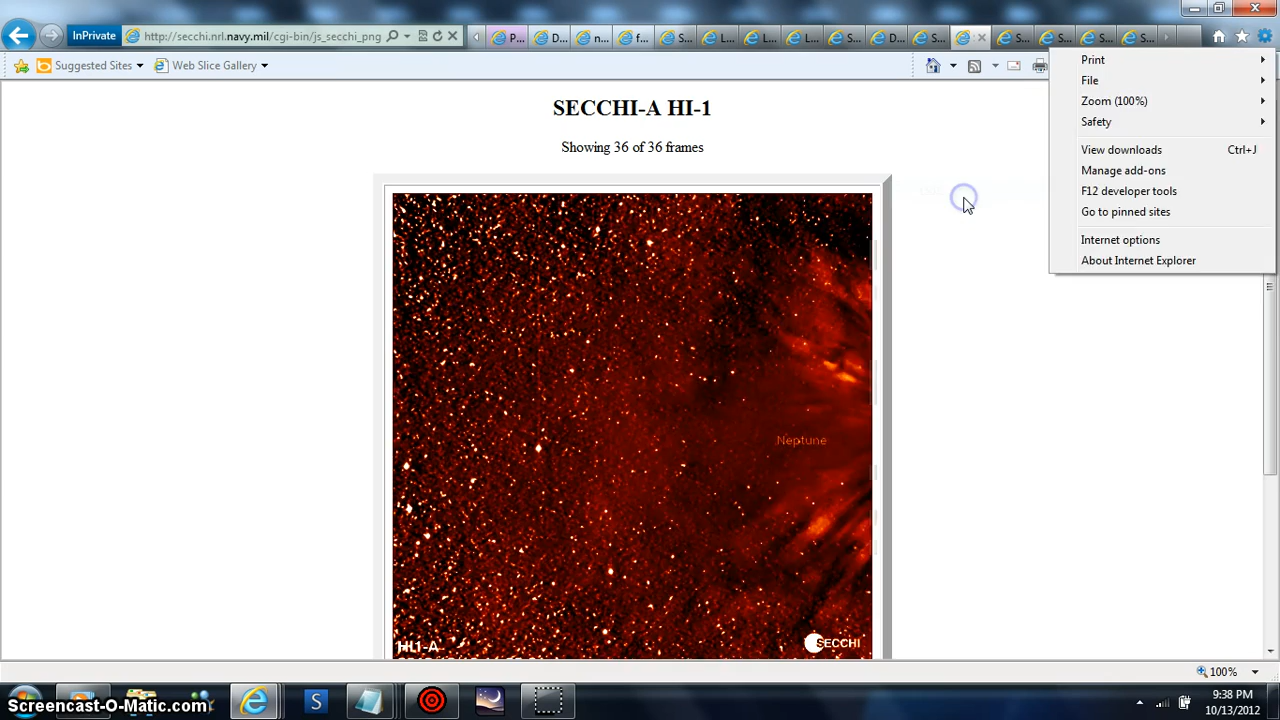 InPrivate
http://secchi.nrl.navy.mil/cgi-bin/js_secchi_png
P...
D...
n...
f...
S...
L...
L...
L...
S...
D...
S...
S...
S...
S...
S...
Suggested Sites
Web Slice Gallery
Print
File
Zoom (100%)
Safety
View downloads Ctrl+J
Manage add-ons
F12 developer tools
Go to pinned sites
Internet options
About Internet Explorer
SECCHI-A HI-1
Showing 36 of 36 frames
Neptune
HI1-A
SECCHI
100%
Screencast-O-Matic.com
9:38 PM
10/13/2012